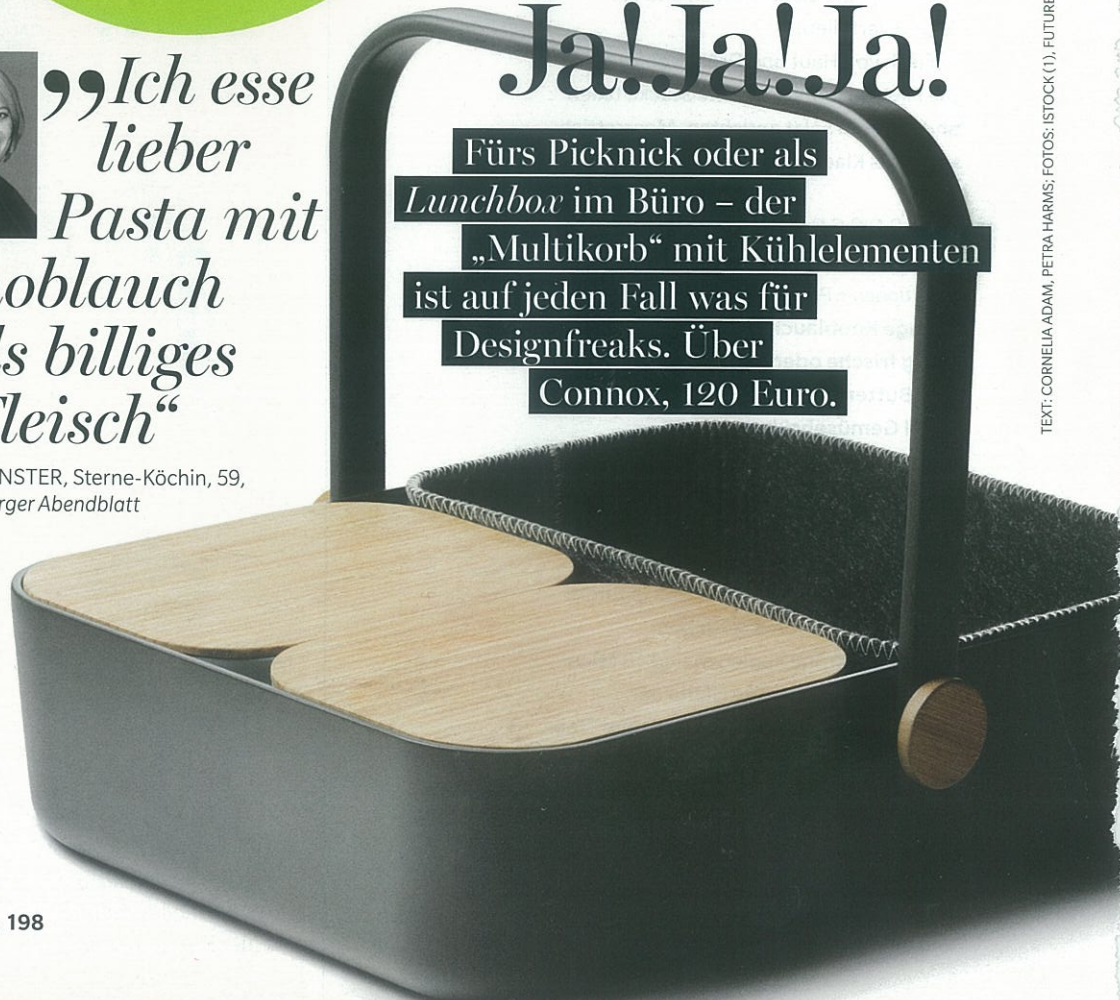 Ja!Ja!Ja!
Fürs Picknick oder als
Lunchbox im Büro – der
„Multikorb“ mit Kühlelementen
ist auf jeden Fall was für
Designfreaks. Über
Connox, 120 Euro.
❜❜Ich esse
lieber
Pasta mit
oblauch
s billiges
leisch“
NSTER, Sterne-Köchin, 59,
rger Abendblatt
TEXT: CORNELIA ADAM, PETRA HARMS; FOTOS: ISTOCK (1), FUTURE
198